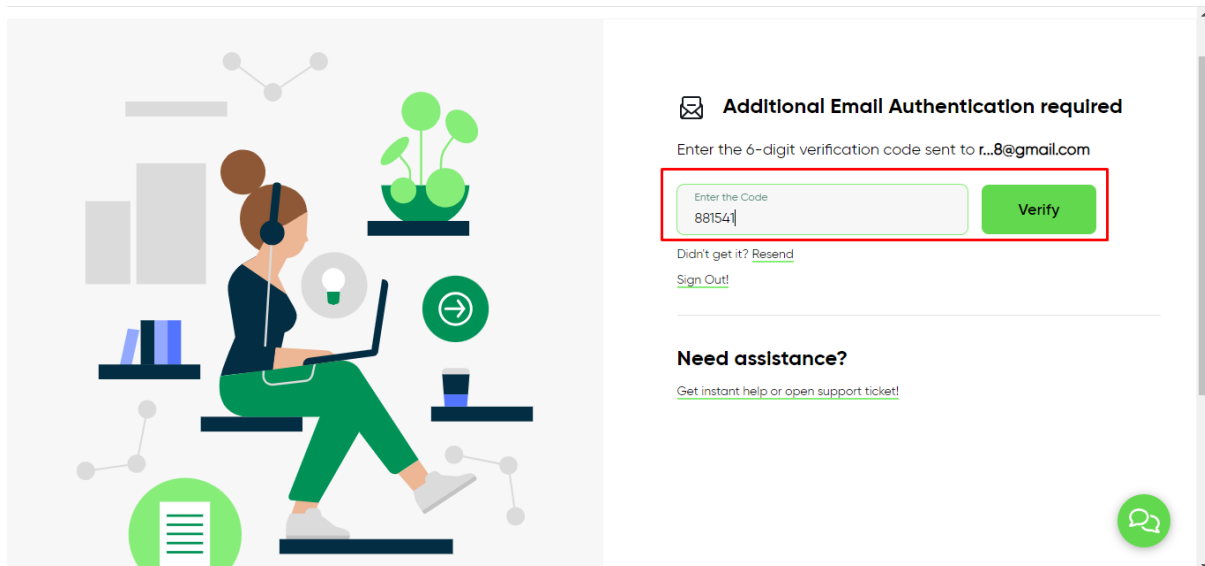 Additional Email Authentication required
Enter the 6-digit verification code sent to r...8@gmail.com
Enter the Code
881541
Verify
Didn't get it? Resend
Sign Out!
Need assistance?
Get instant help or open support ticket!